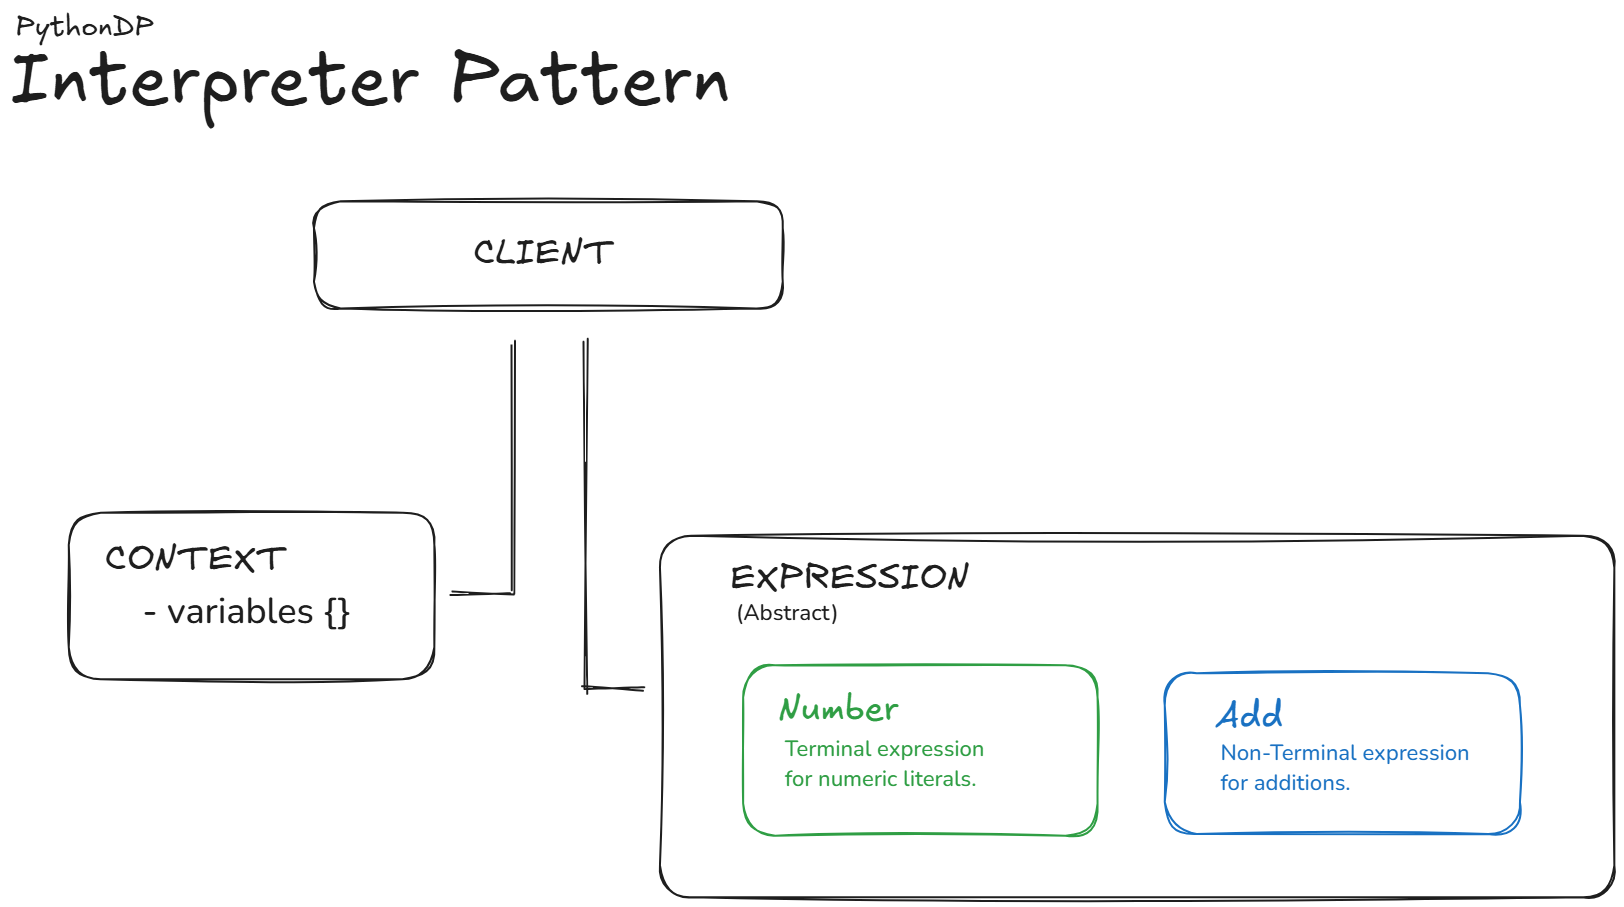 PythonDP
Interpreter Pattern
CLIENT
CONTEXT
- variables {}
EXPRESSION
(Abstract)
Number
Terminal expression
for numeric literals.
Add
Non-Terminal expression
for additions.